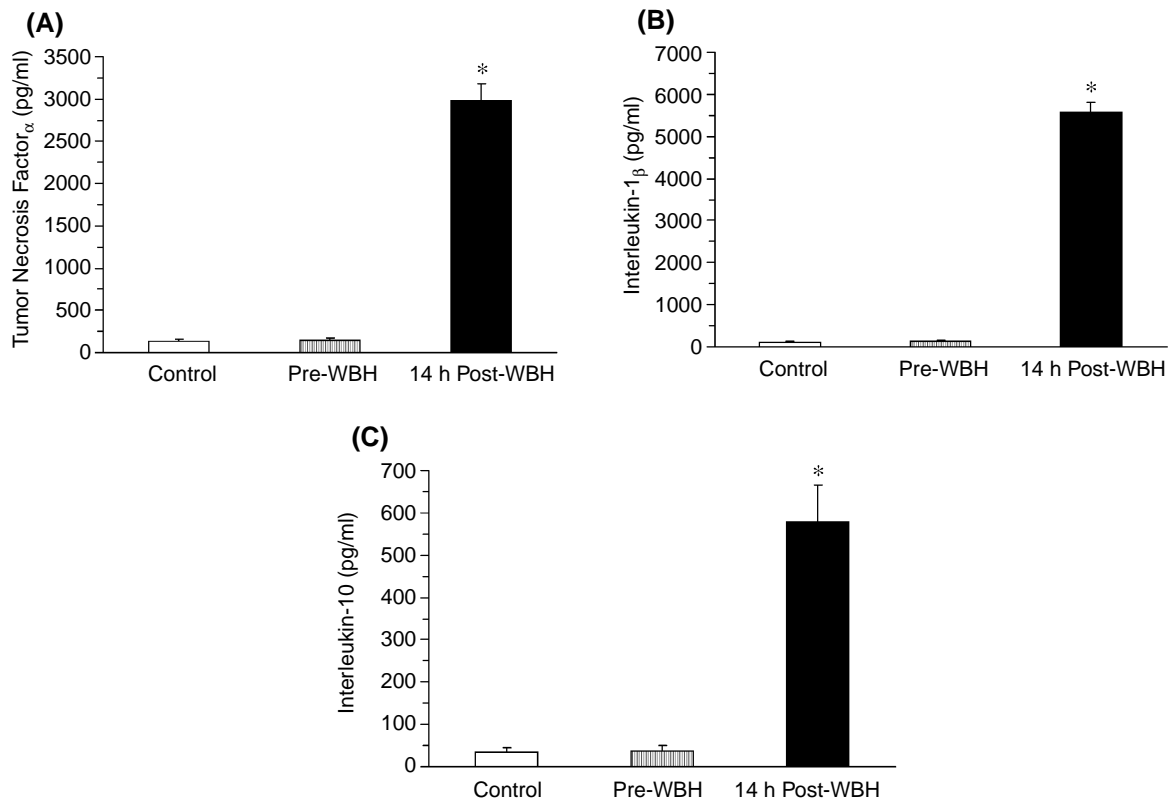 (A)
Tumor Necrosis Factorα (pg/ml)
3500
3000
2500
2000
1500
1000
500
0
*
Control
Pre-WBH
14 h Post-WBH
(B)
Interleukin-1β (pg/ml)
7000
6000
5000
4000
3000
2000
1000
0
*
Control
Pre-WBH
14 h Post-WBH
(C)
Interleukin-10 (pg/ml)
700
600
500
400
300
200
100
0
*
Control
Pre-WBH
14 h Post-WBH